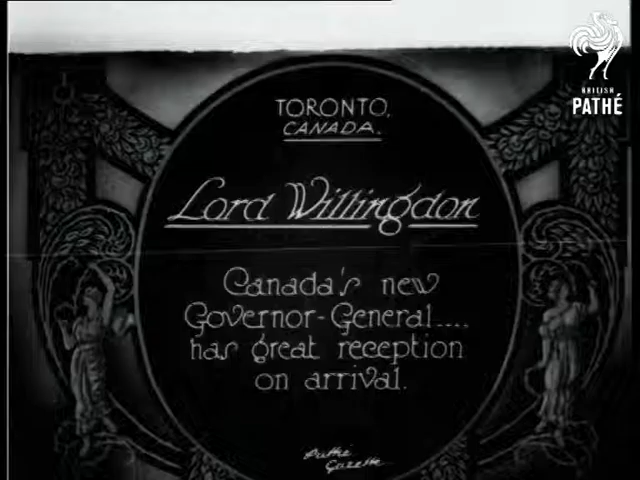 BRITISH
PATHÉ
TORONTO,
CANADA.
Lord Willingdon
Canada's new
Governor-General....
has great reception
on arrival.
Pathé
Gazette